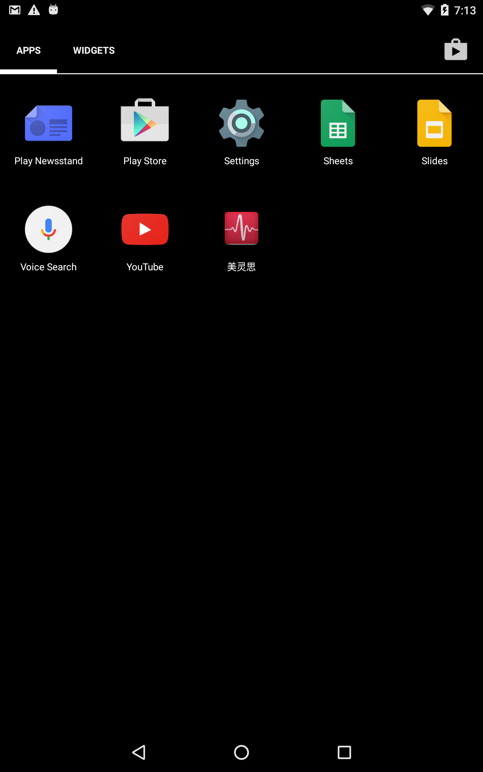 7:13
APPS WIDGETS
Play Newsstand Play Store Settings Sheets Slides
Voice Search YouTube 美灵思